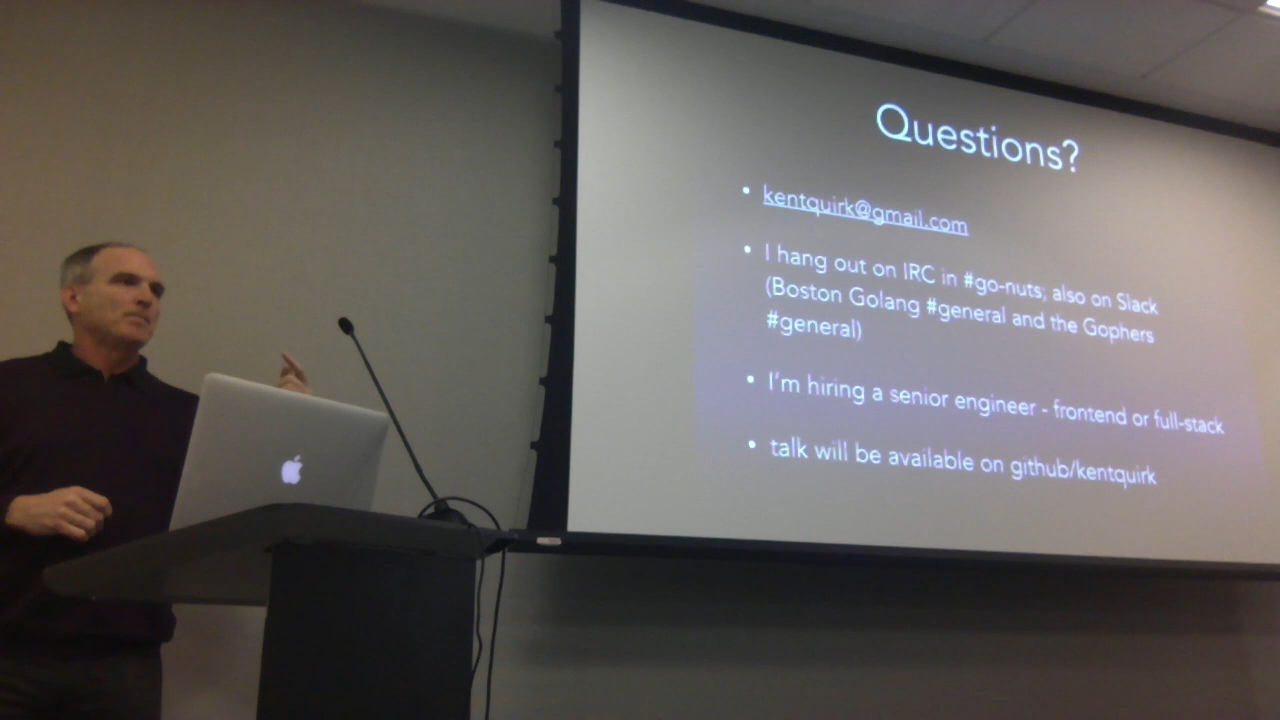 Questions?
• kentquirk@gmail.com
• I hang out on IRC in #go-nuts; also on Slack
(Boston Golang #general and the Gophers
#general)
• I'm hiring a senior engineer - frontend or full-stack
• talk will be available on github/kentquirk